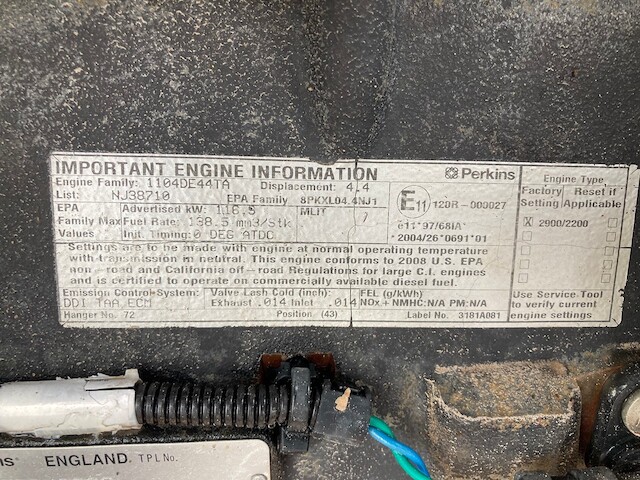 IMPORTANT ENGINE INFORMATION
Perkins
Engine Type
Engine Family: 1104DE44TA Displacement: 4.4
Factory Setting
Reset if Applicable
List: NJ38710 EPA Family 8PKXL04.4NJ1
E11 120R-000027
EPA Advertised kW: 116.5 MLIT 7
X 2900/2200
Family Max Fuel Rate: 138.5 mm3/Stk
e11*97/68IA*
Values Init. Timing: 0 DEG ATDC
*2004/26*0691*01
Settings are to be made with engine at normal operating temperature
with transmission in neutral. This engine conforms to 2008 U.S. EPA
non-road and California off-road Regulations for large C.I. engines
and is certified to operate on commercially available diesel fuel.
Emission Control-System: Valve Lash Cold (inch): FEL (g/kWh)
DDI TAA ECM Exhaust .014 Inlet .014 NOx + NMHC:N/A PM:N/A
Use Service Tool
to verify current
engine settings
Hanger No. 72 Position (43) Label No. 3181A081
ENGLAND. TPL No.